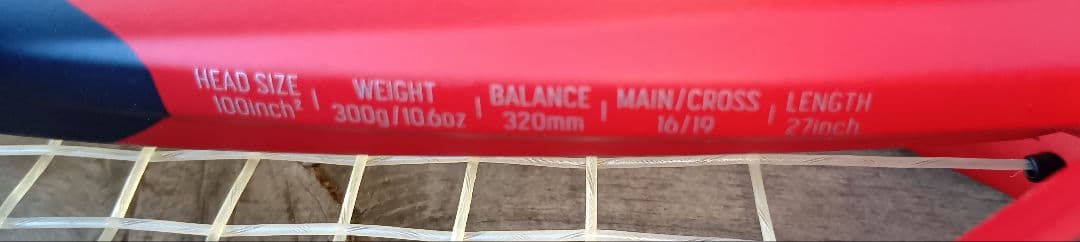 HEAD SIZE | WEIGHT | BALANCE | MAIN/CROSS | LENGTH
100inch² | 300g/10.6oz | 320mm | 16/19 | 27inch